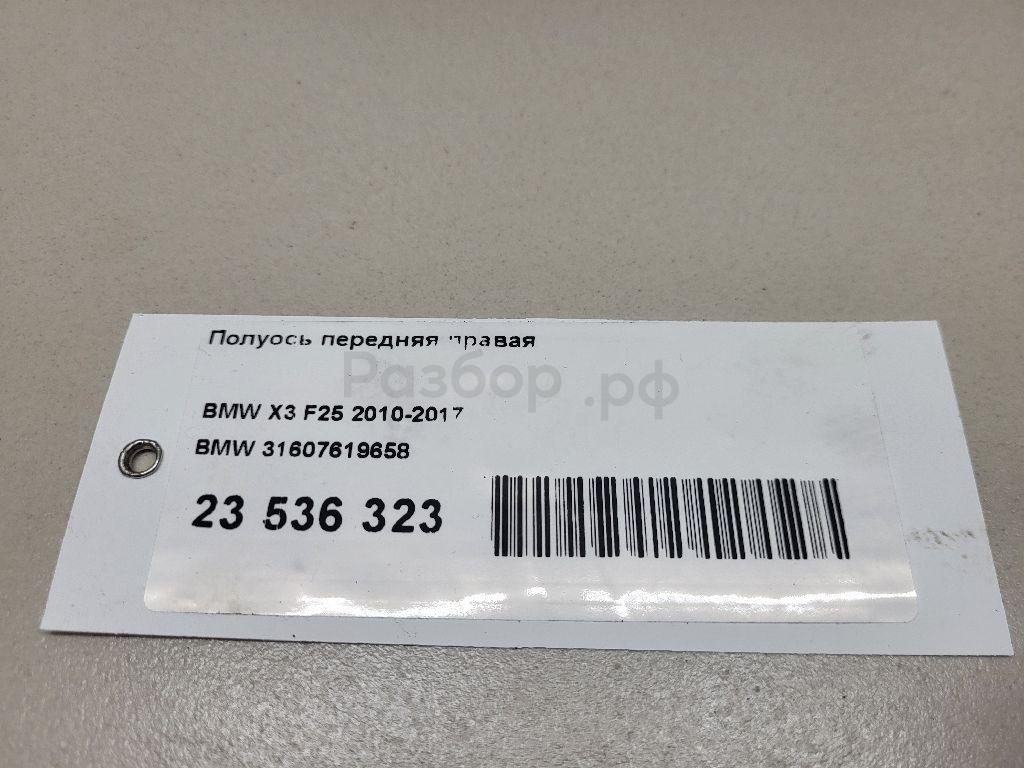 Полуось передняя правая
Разбор.рф
BMW X3 F25 2010-2017
BMW 31607619658
23 536 323